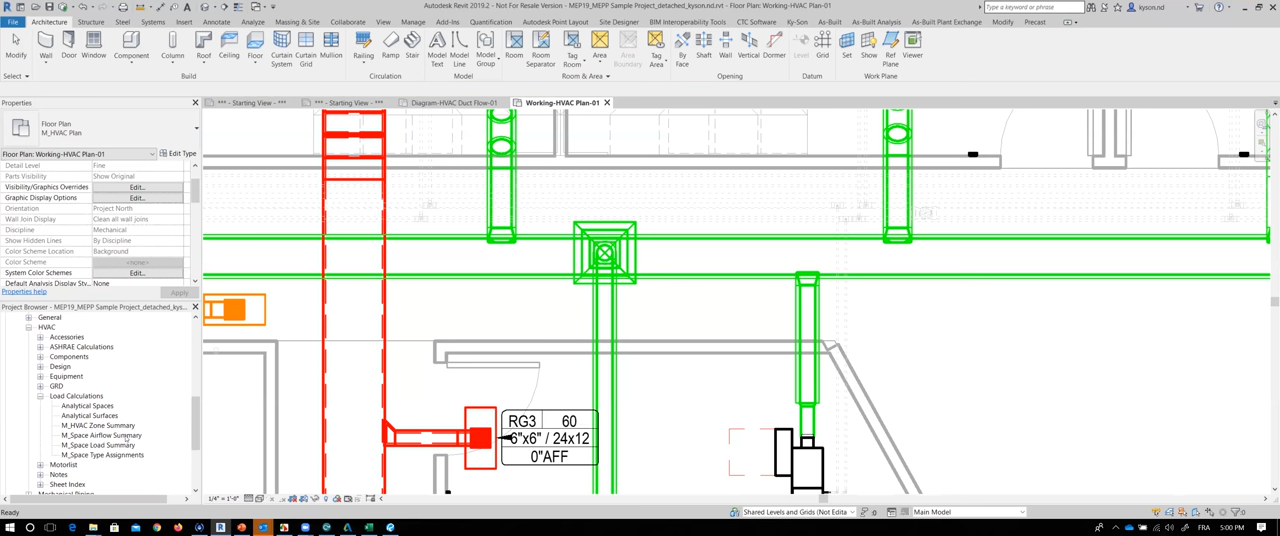 Autodesk Revit 2019.2 - Not For Resale Version - MEP19_MEPP Sample Project_detached_kyson.nd.rvt - Floor Plan: Working-HVAC Plan-01
Type a keyword or phrase
kyson.nd
File Architecture Structure Steel Systems Insert Annotate Analyze Massing & Site Collaborate View Manage Add-Ins Quantification Autodesk Point Layout Site Designer BIM Interoperability Tools CTC Software Ky-Son As-Built As-Built Analysis As-Built Plant Exchange Modify Precast
Modify Wall Door Window Component Column Roof Ceiling Floor Curtain System Curtain Grid Mullion Railing Ramp Stair Model Text Model Line Model Group Room Room Separator Tag Room Area Area Boundary Tag Area By Face Shaft Wall Vertical Dormer Level Grid Set Show Ref Plane Viewer
Select Build Circulation Model Room & Area Opening Datum Work Plane
Properties
- Starting View -
- Starting View -
Diagram-HVAC Duct Flow-01
Working-HVAC Plan-01
Floor Plan
M_HVAC Plan
Floor Plan: Working-HVAC Plan-01 Edit Type
Detail Level Fine
Parts Visibility Show Original
Visibility/Graphics Overrides Edit...
Graphic Display Options Edit...
Orientation Project North
Wall Join Display Clean all wall joins
Discipline Mechanical
Show Hidden Lines By Discipline
Color Scheme Location Background
Color Scheme <none>
System Color Schemes Edit...
Default Analysis Display Sty... None
Properties help Apply
Project Browser - MEP19_MEPP Sample Project_detached_kys...
General
HVAC
Accessories
ASHRAE Calculations
Components
Design
Equipment
GRD
Load Calculations
Analytical Spaces
Analytical Surfaces
M_HVAC Zone Summary
M_Space Airflow Summary
M_Space Load Summary
M_Space Type Assignments
Motorlist
Notes
Sheet Index
Mechanical Piping
RG3 60
6"x6" / 24x12
0"AFF
1/4" = 1'-0"
Ready
Shared Levels and Grids (Not Edita
:0
Main Model
:0
FRA 5:00 PM